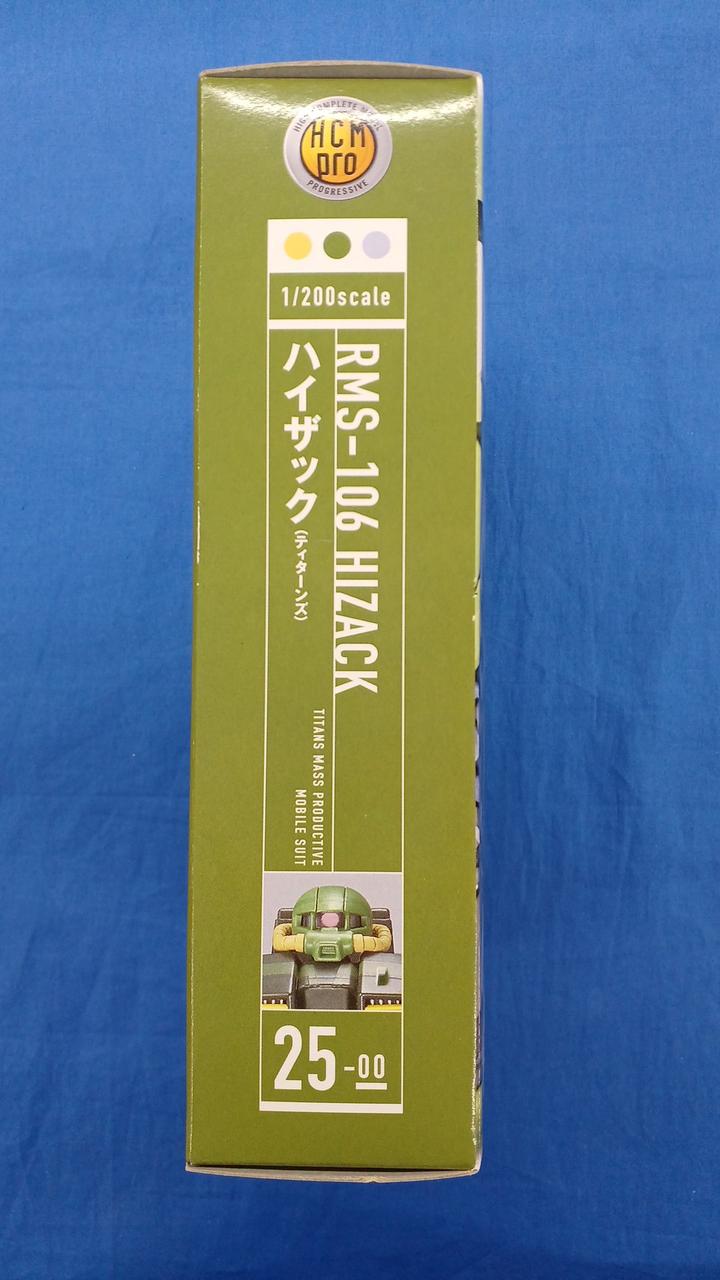 HIGH COMPLETE MODEL
HCM
pro
PROGRESSIVE
1/200scale
RMS-106 HIZACK
ハイザック(ティターンズ)
TITANS MASS PRODUCTIVE
MOBILE SUIT
25-00